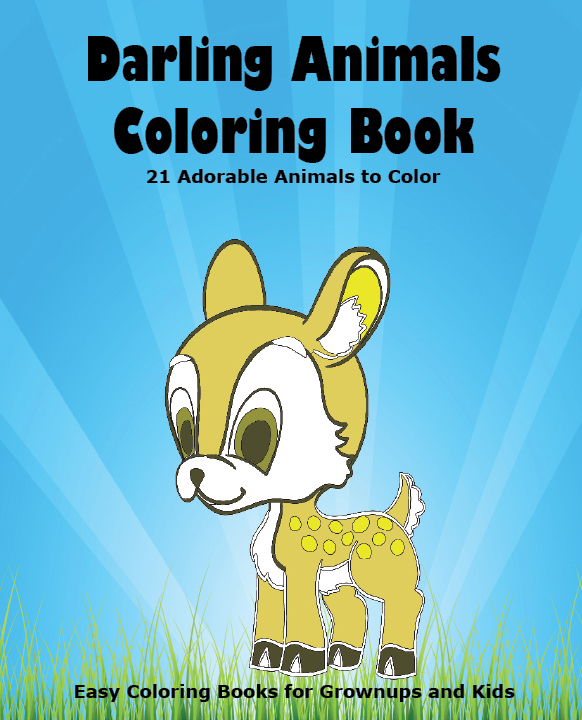 Darling Animals
Coloring Book
21 Adorable Animals to Color
Easy Coloring Books for Grownups and Kids